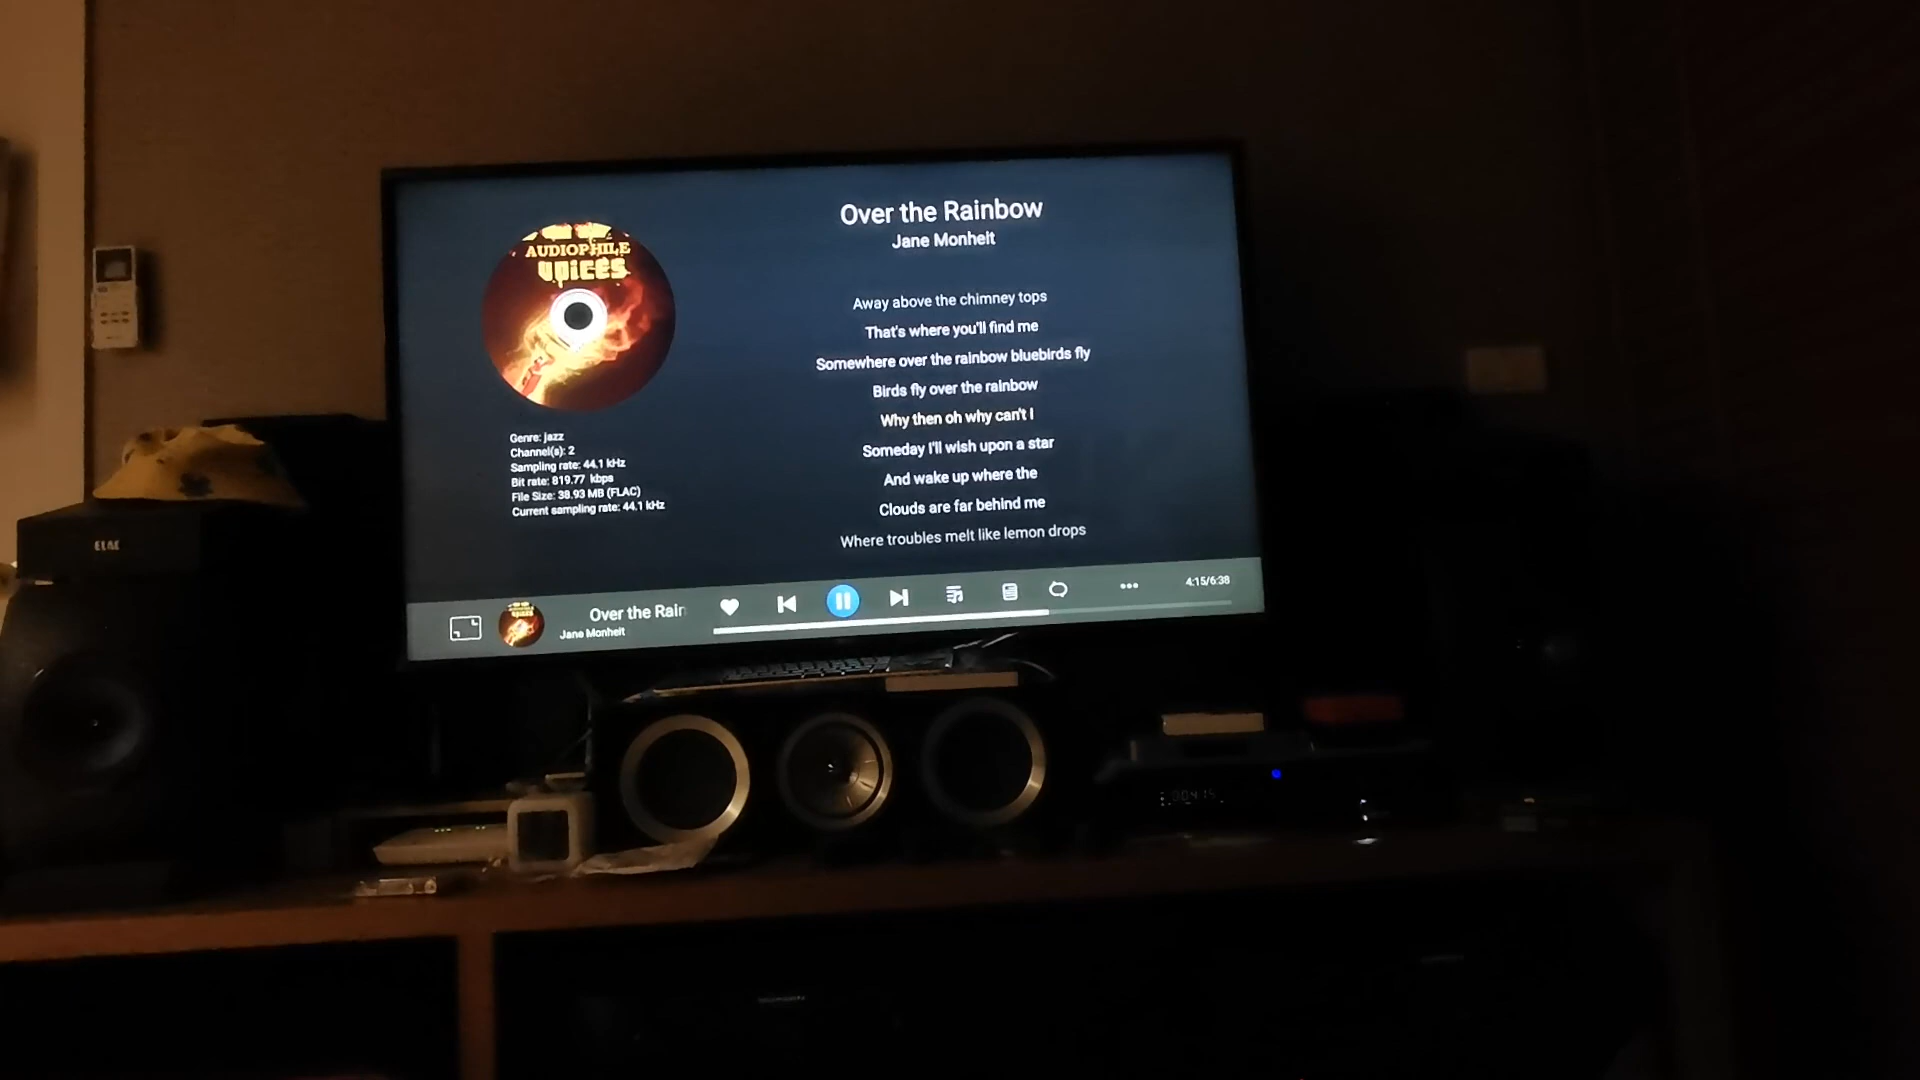 Over the Rainbow
Jane Monheit
AUDIOPHILE
VOICES
Away above the chimney tops
That's where you'll find me
Somewhere over the rainbow bluebirds fly
Birds fly over the rainbow
Why then oh why can't I
Someday I'll wish upon a star
And wake up where the
Clouds are far behind me
Where troubles melt like lemon drops
Genre: jazz
Channel(s): 2
Sampling rate: 44.1 kHz
Bit rate: 819.77 kbps
File Size: 38.93 MB (FLAC)
Current sampling rate: 44.1 kHz
Over the Rain
Jane Monheit
4:15/6:38
ELAC